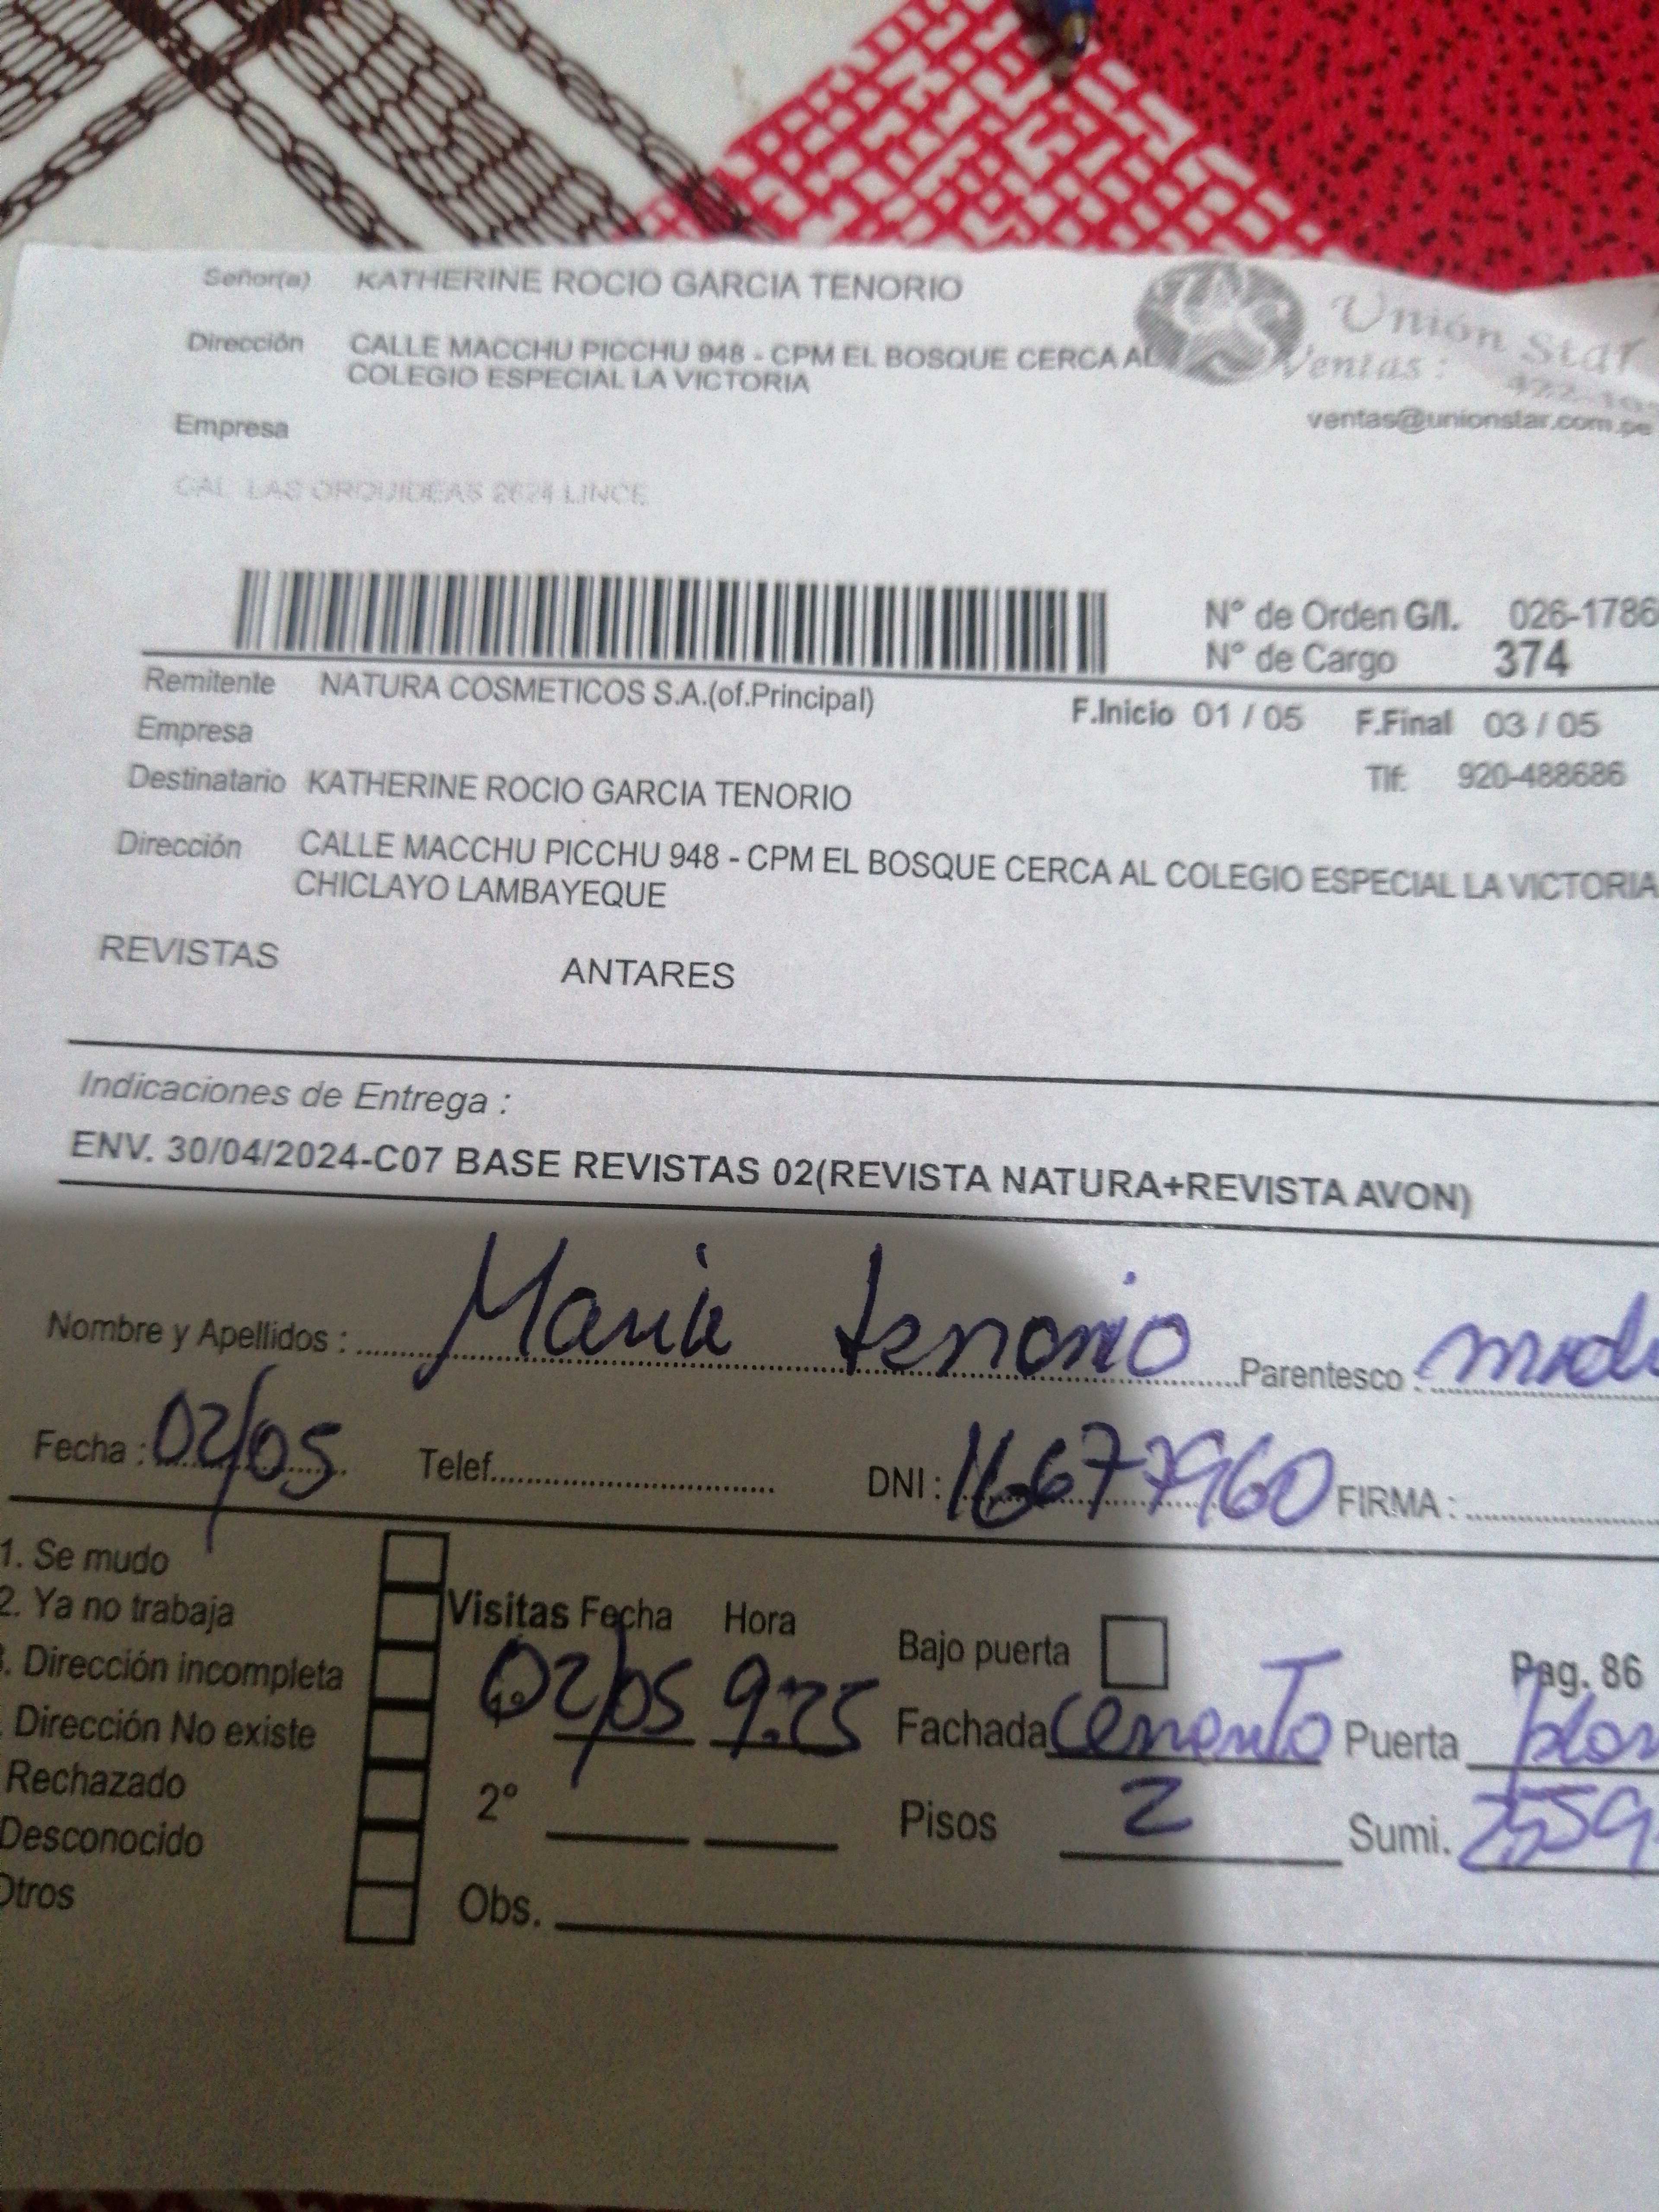 Señor(a) KATHERINE ROCIO GARCIA TENORIO
Unión Star
Dirección CALLE MACCHU PICCHU 948 - CPM EL BOSQUE CERCA AL
COLEGIO ESPECIAL LA VICTORIA
Ventas :
ventas@unionstar.com.pe
Empresa
CAL LAS ORQUIDEAS 2624 LINCE
N° de Orden G/I. 026-1786
N° de Cargo 374
Remitente NATURA COSMETICOS S.A.(of.Principal) F.Inicio 01 / 05 F.Final 03 / 05
Empresa
Tlf: 920-488686
Destinatario KATHERINE ROCIO GARCIA TENORIO
Dirección CALLE MACCHU PICCHU 948 - CPM EL BOSQUE CERCA AL COLEGIO ESPECIAL LA VICTORIA
CHICLAYO LAMBAYEQUE
REVISTAS ANTARES
Indicaciones de Entrega :
ENV. 30/04/2024-C07 BASE REVISTAS 02(REVISTA NATURA+REVISTA AVON)
Nombre y Apellidos : Maria tenorio Parentesco :
Fecha : 02/05 Telef. DNI : 16677960 FIRMA :
1. Se mudo
2. Ya no trabaja
. Dirección incompleta
. Dirección No existe
Rechazado
Desconocido
Otros
Visitas Fecha Hora
1° 02/05 9:25
2°
Obs.
Bajo puerta Pag. 86
Fachada cemento Puerta
Pisos 2 Sumi. 2559